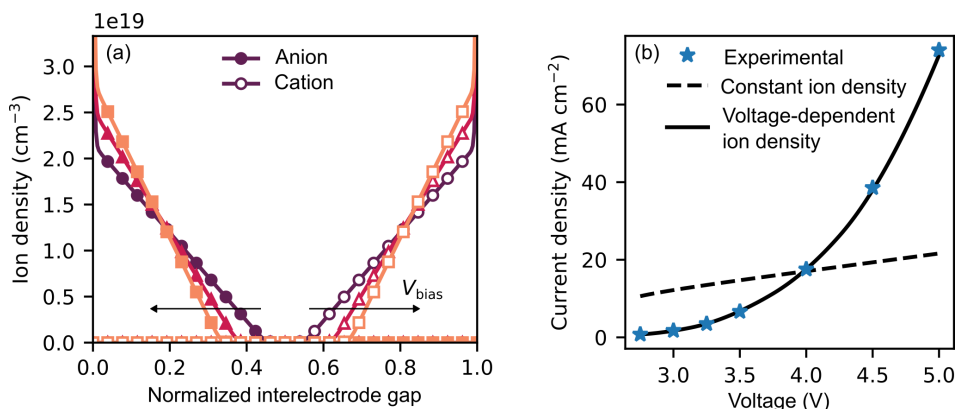 1e19
(a)
Anion
Cation
3.0
2.5
2.0
1.5
1.0
0.5
0.0
Ion density (cm⁻³)
V_bias
0.0 0.2 0.4 0.6 0.8 1.0
Normalized interelectrode gap
(b)
Experimental
Constant ion density
Voltage-dependent
ion density
60
40
20
0
Current density (mA cm⁻²)
3.0 3.5 4.0 4.5 5.0
Voltage (V)